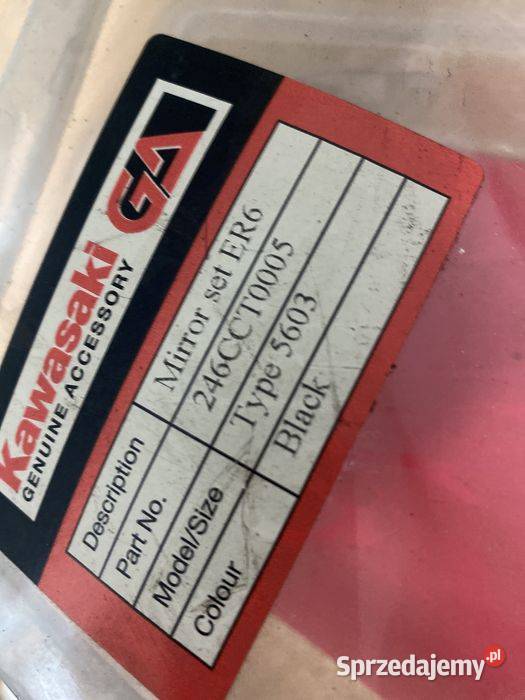 Kawasaki
GENUINE ACCESSORY
GA
Description Mirror set ER6
Part No. 246CCT0005
Model/Size Type 5603
Colour Black
Sprzedajemy.pl